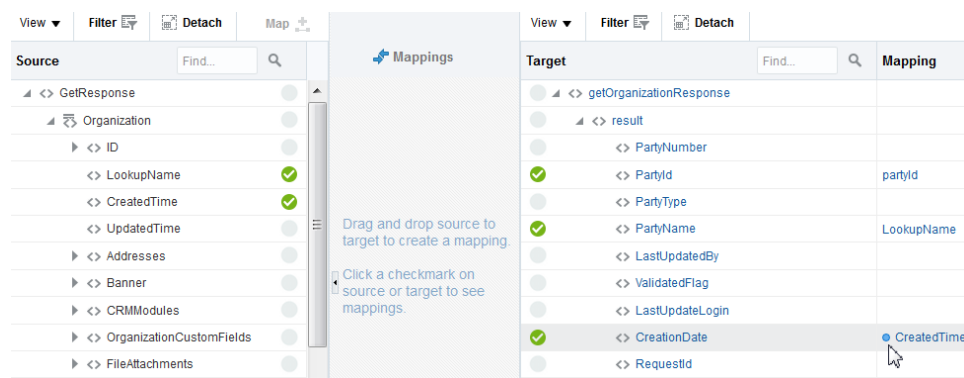 View Filter Detach Map
Source Find...
GetResponse
Organization
ID
LookupName
CreatedTime
UpdatedTime
Addresses
Banner
CRMModules
OrganizationCustomFields
FileAttachments
Mappings
Drag and drop source to
target to create a mapping.
Click a checkmark on
source or target to see
mappings.
View Filter Detach
Target Find... Mapping
getOrganizationResponse
result
PartyNumber
PartyId partyId
PartyType
PartyName LookupName
LastUpdatedBy
ValidatedFlag
LastUpdateLogin
CreationDate CreatedTime
RequestId